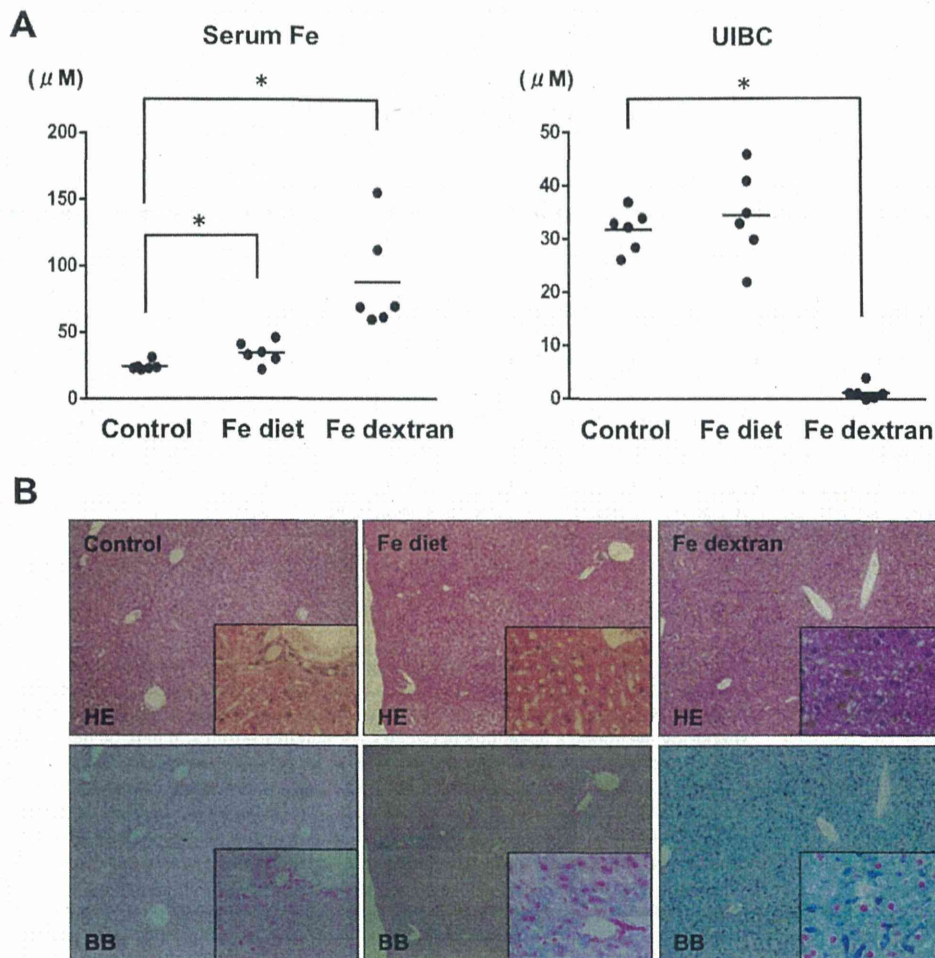 A
Serum Fe
UIBC
(μM)
(μM)
*
*
*
200
150
100
50
0
50
40
30
20
10
0
Control Fe diet Fe dextran
Control Fe diet Fe dextran
B
Control
Fe diet
Fe dextran
HE
HE
HE
BB
BB
BB